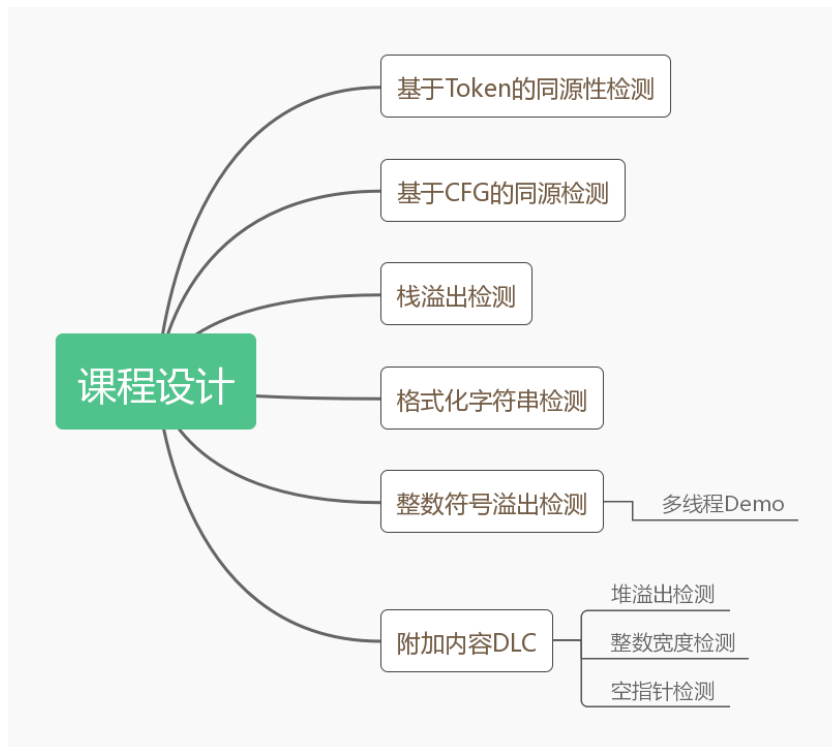 基于Token的同源性检测
基于CFG的同源检测
栈溢出检测
课程设计
格式化字符串检测
整数符号溢出检测
多线程Demo
附加内容DLC
堆溢出检测
整数宽度检测
空指针检测